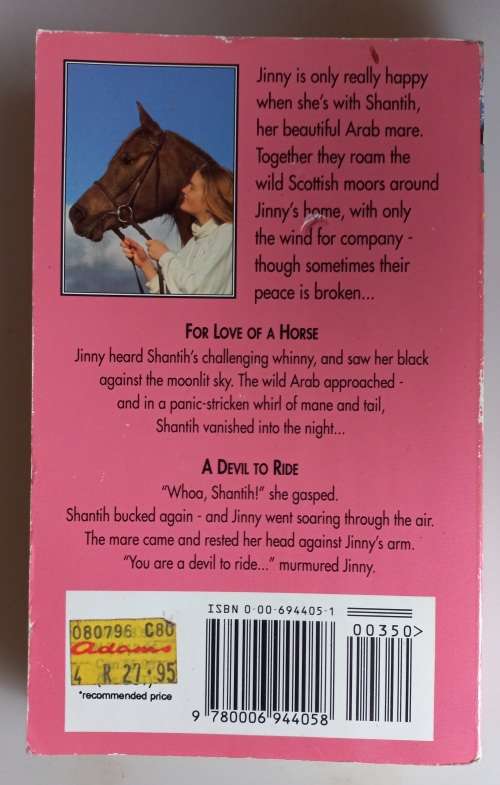 Jinny is only really happy
when she's with Shantih,
her beautiful Arab mare.
Together they roam the
wild Scottish moors around
Jinny's home, with only
the wind for company -
though sometimes their
peace is broken...
FOR LOVE OF A HORSE
Jinny heard Shantih's challenging whinny, and saw her black
against the moonlit sky. The wild Arab approached -
and in a panic-stricken whirl of mane and tail,
Shantih vanished into the night...
A DEVIL TO RIDE
"Whoa, Shantih!" she gasped.
Shantih bucked again - and Jinny went soaring through the air.
The mare came and rested her head against Jinny's arm.
"You are a devil to ride..." murmured Jinny.
080796 C80
Adams
4 R 27.95
*recommended price
ISBN 0-00-694405-1
00350>
9 780006 944058